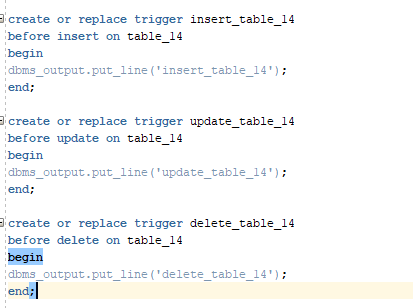 create or replace trigger insert_table_14
before insert on table_14
begin
dbms_output.put_line('insert_table_14');
end;
create or replace trigger update_table_14
before update on table_14
begin
dbms_output.put_line('update_table_14');
end;
create or replace trigger delete_table_14
before delete on table_14
begin
dbms_output.put_line('delete_table_14');
end;